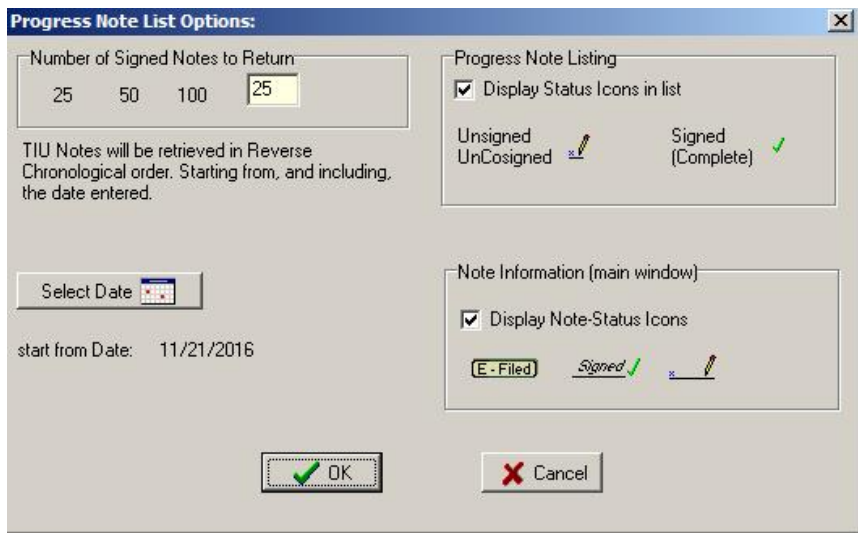 Progress Note List Options:
Number of Signed Notes to Return
25 50 100 25
TIU Notes will be retrieved in Reverse
Chronological order. Starting from, and including,
the date entered.
Select Date
start from Date: 11/21/2016
Progress Note Listing
Display Status Icons in list
Unsigned
UnCosigned
Signed
(Complete)
Note Information (main window)
Display Note-Status Icons
E - Filed Signed x
OK Cancel